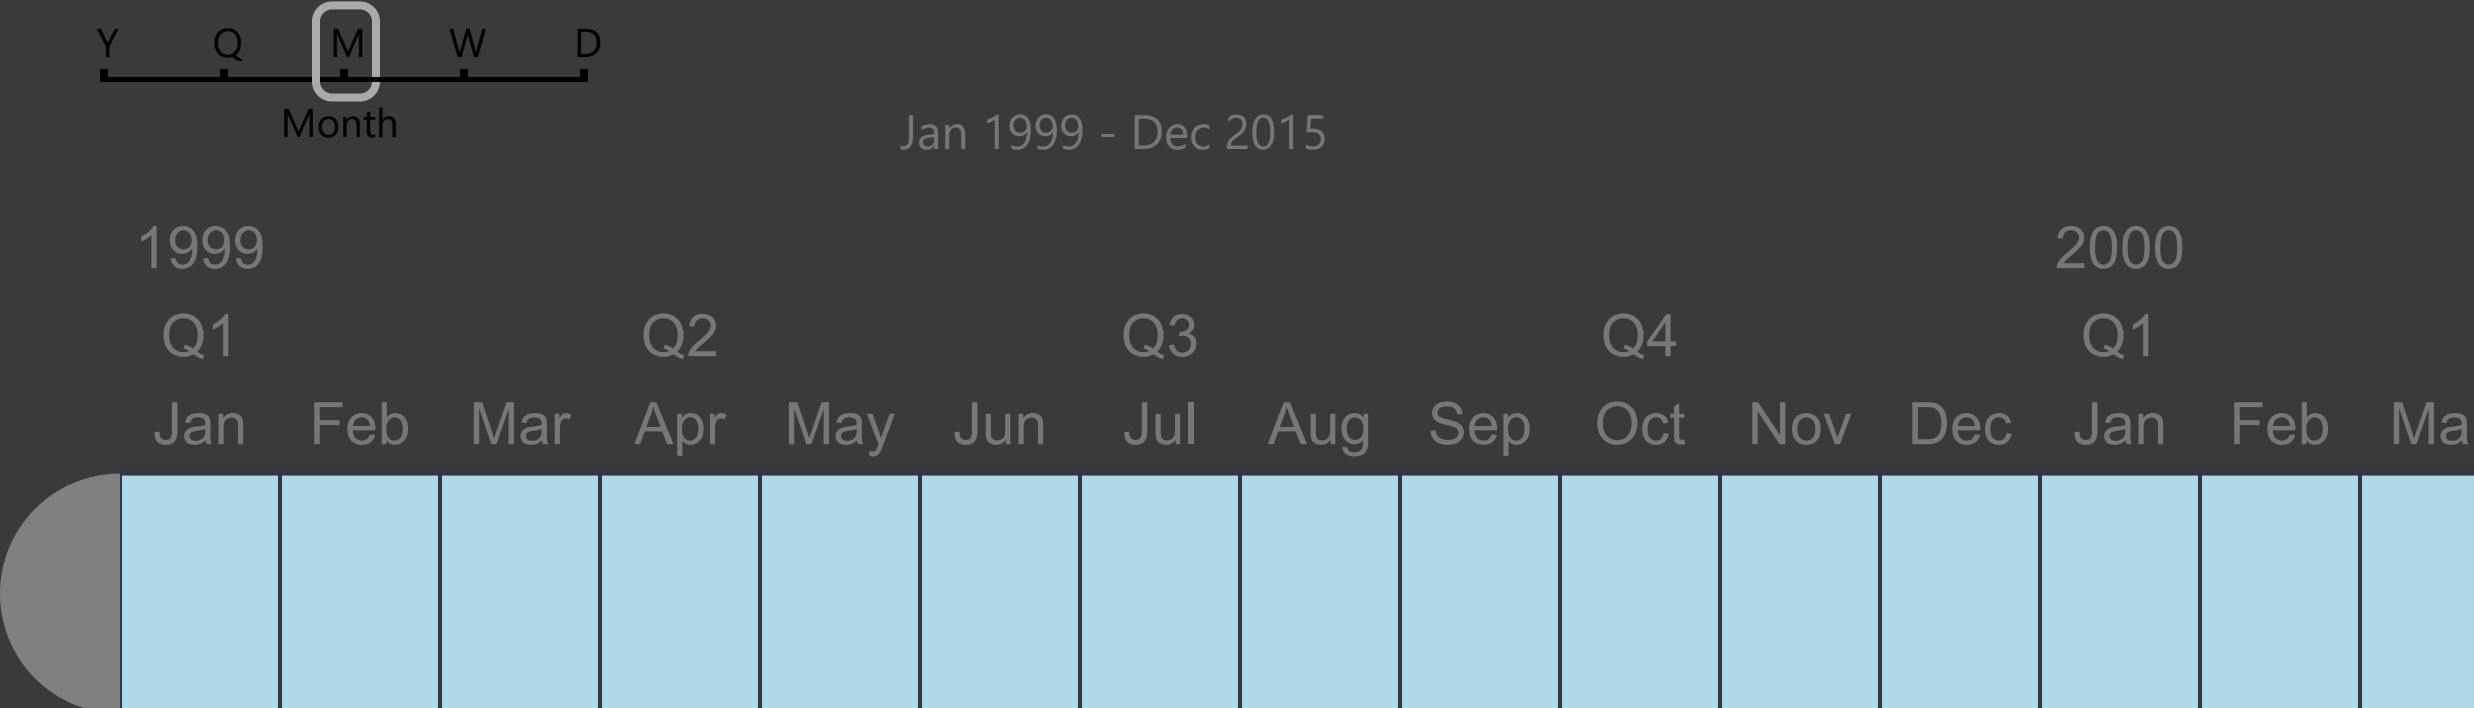 Y Q M W D
Month
Jan 1999 - Dec 2015
1999 2000
Q1 Q2 Q3 Q4 Q1
Jan Feb Mar Apr May Jun Jul Aug Sep Oct Nov Dec Jan Feb Ma